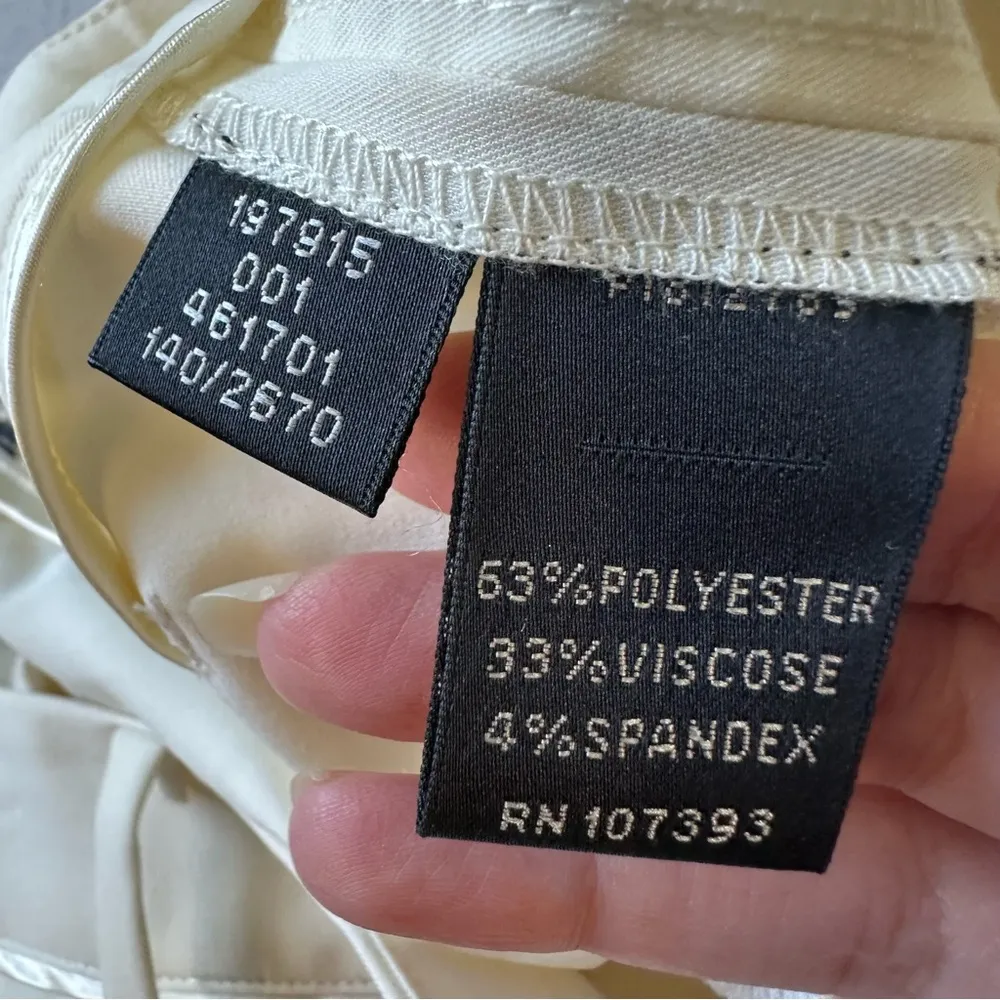 197915
001
461701
140/2670
63%POLYESTER
33%VISCOSE
4%SPANDEX
RN 107393